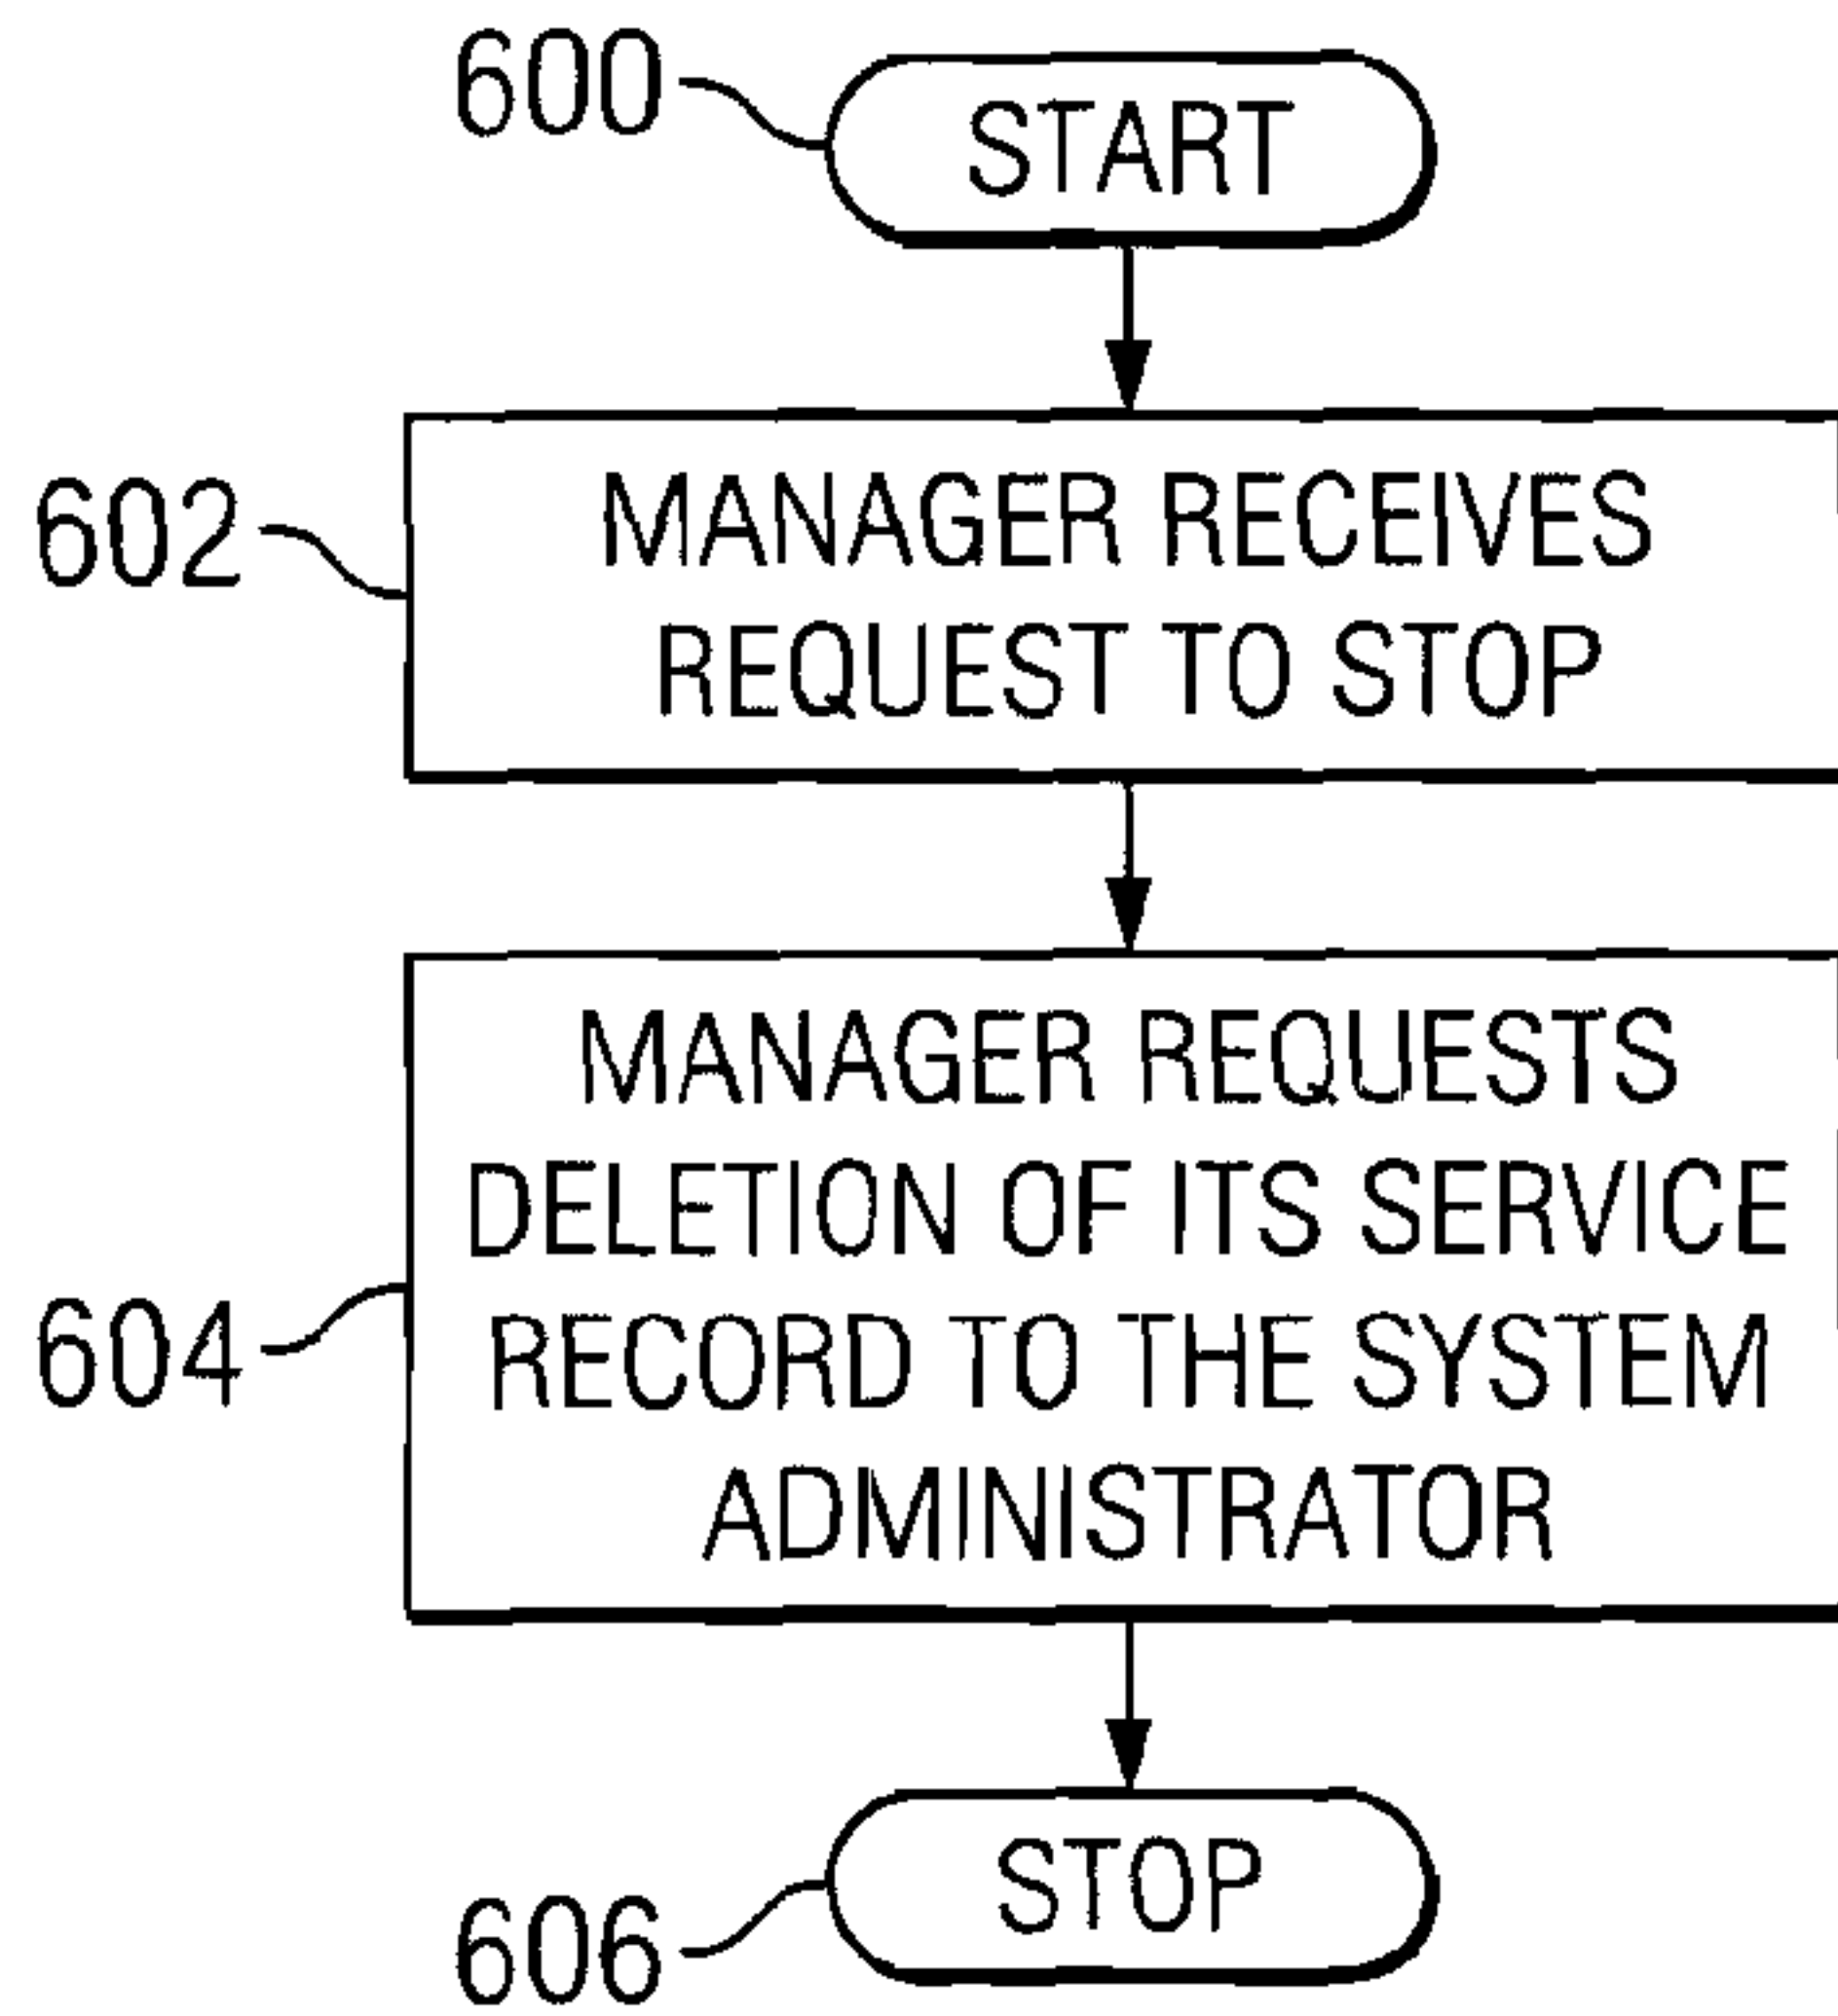 600
START
602
MANAGER RECEIVES
REQUEST TO STOP
604
MANAGER REQUESTS
DELETION OF ITS SERVICE
RECORD TO THE SYSTEM
ADMINISTRATOR
606
STOP